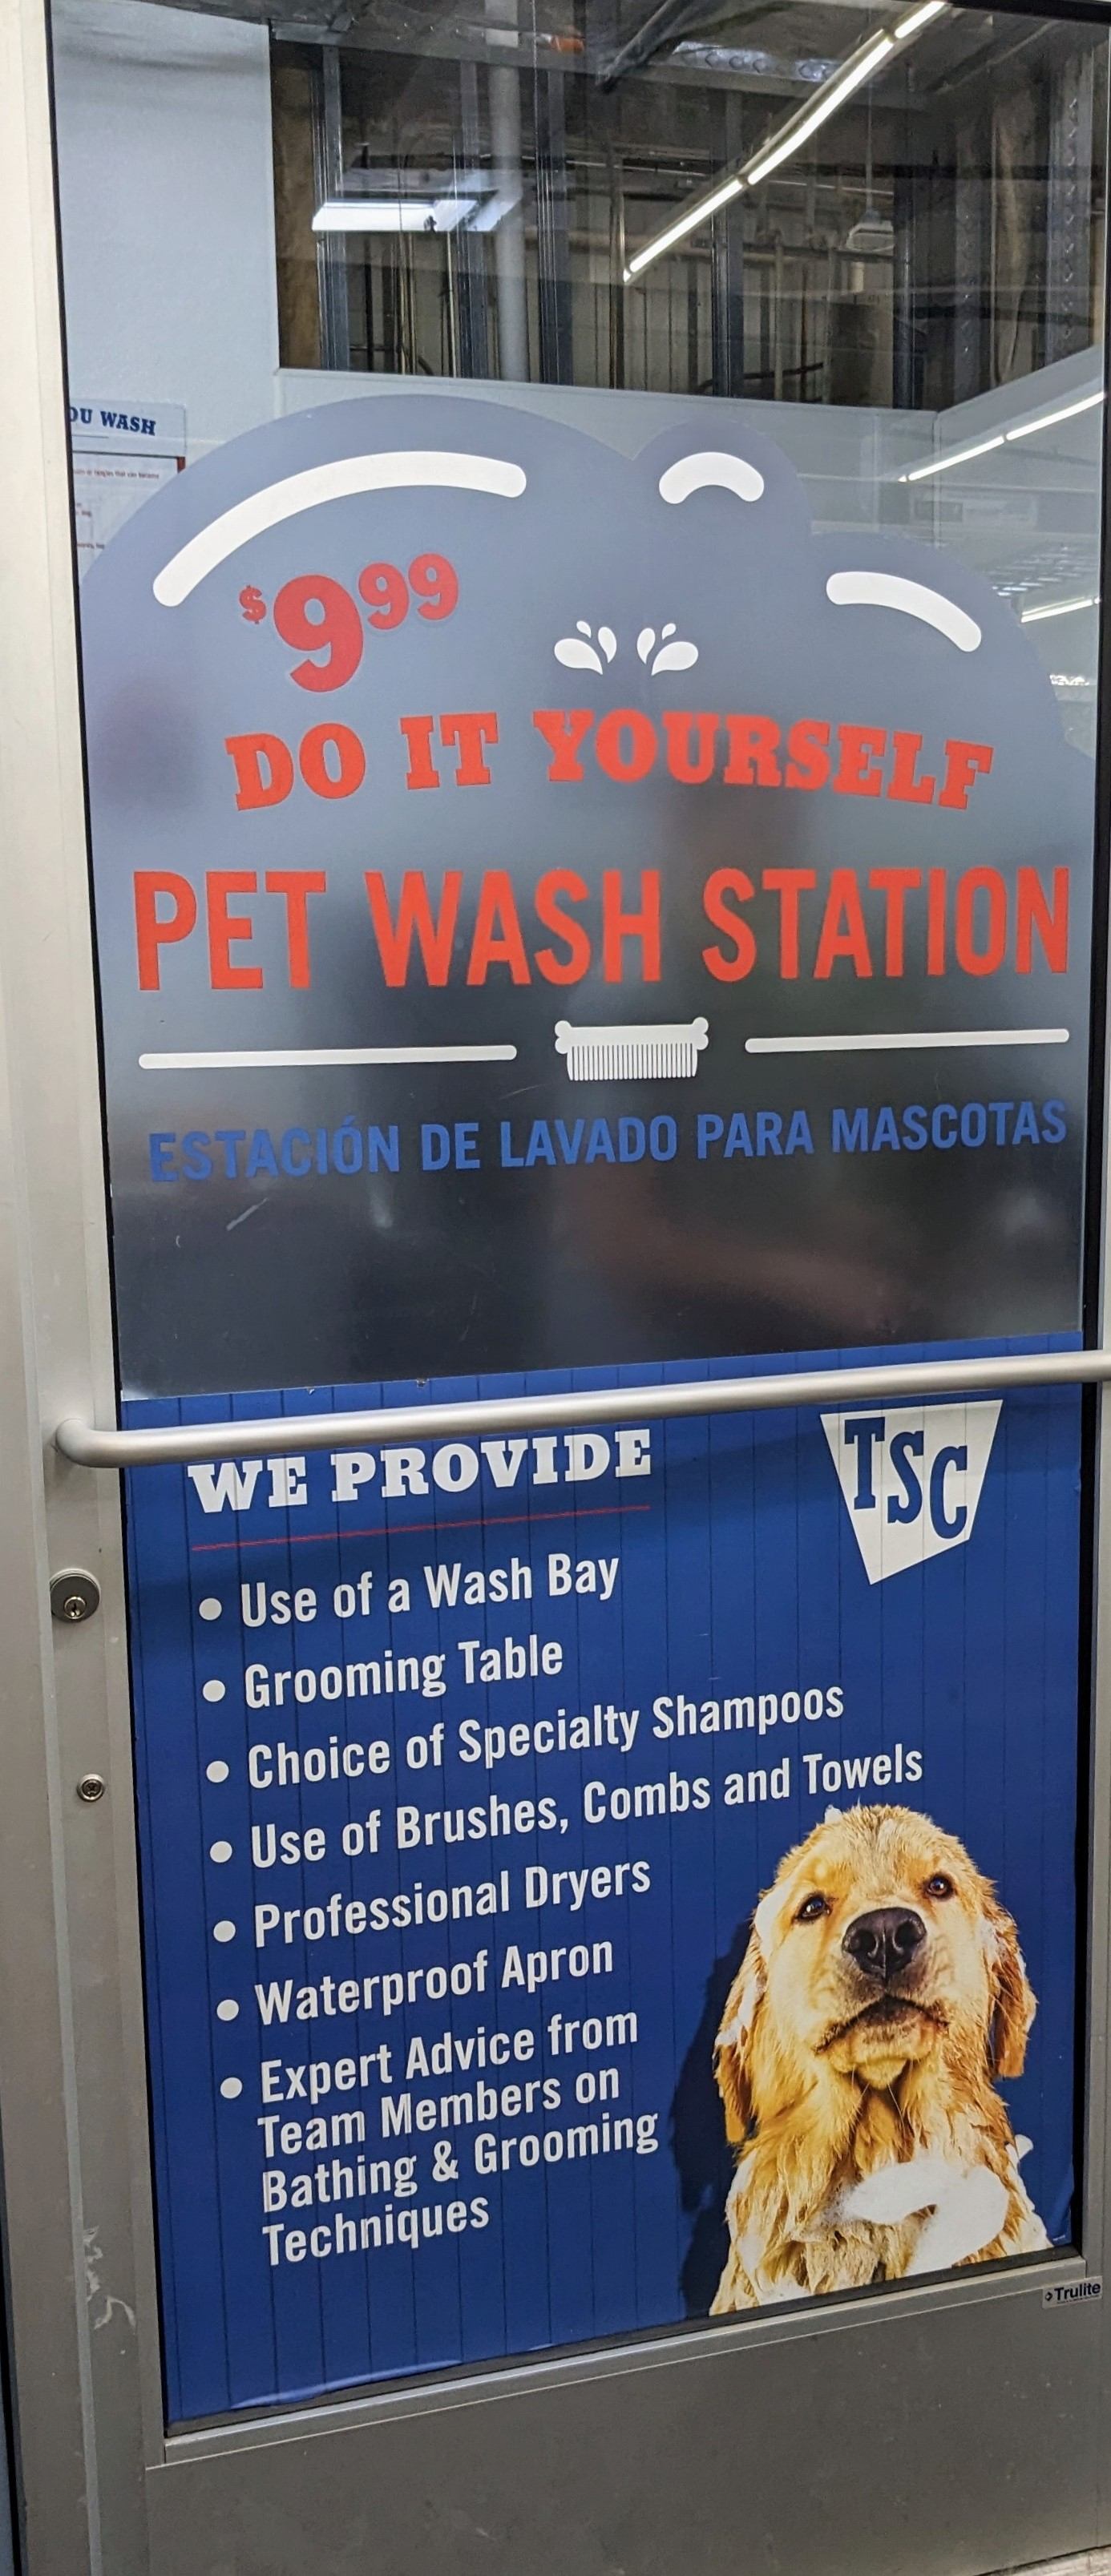 OU WASH
$9.99
DO IT YOURSELF
PET WASH STATION
ESTACIÓN DE LAVADO PARA MASCOTAS
WE PROVIDE
TSC
• Use of a Wash Bay
• Grooming Table
• Choice of Specialty Shampoos
• Use of Brushes, Combs and Towels
• Professional Dryers
• Waterproof Apron
• Expert Advice from
Team Members on
Bathing & Grooming
Techniques
Trulite